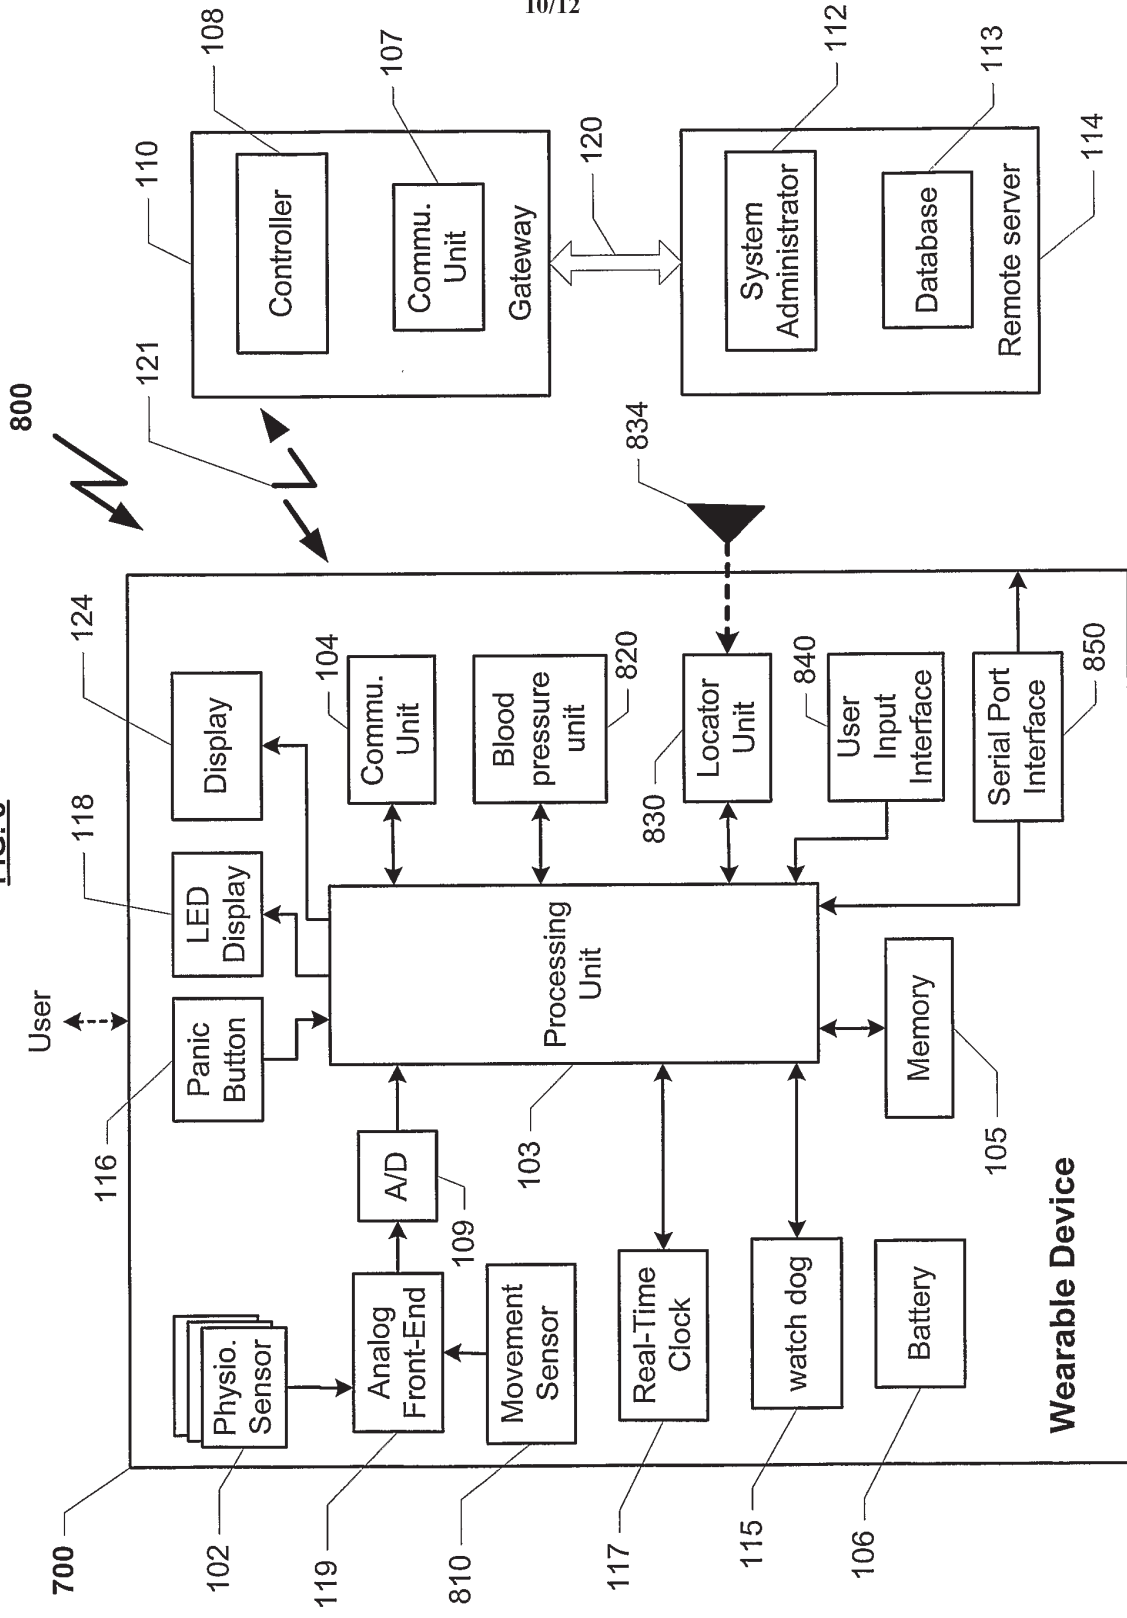 10/12
800
User
700
116
118
124
121
110
108
102
Physio.
Sensor
Panic
Button
LED
Display
Display
Controller
107
119
Analog
Front-End
A/D
109
104
Commu.
Unit
Commu.
Unit
Gateway
810
Movement
Sensor
103
Processing
Unit
Blood
pressure
unit
820
120
117
Real-Time
Clock
830
Locator
Unit
834
System
Administrator
112
115
watch dog
840
User
Input
Interface
106
Battery
Memory
105
Database
113
Serial Port
Interface
850
Remote server
114
Wearable Device